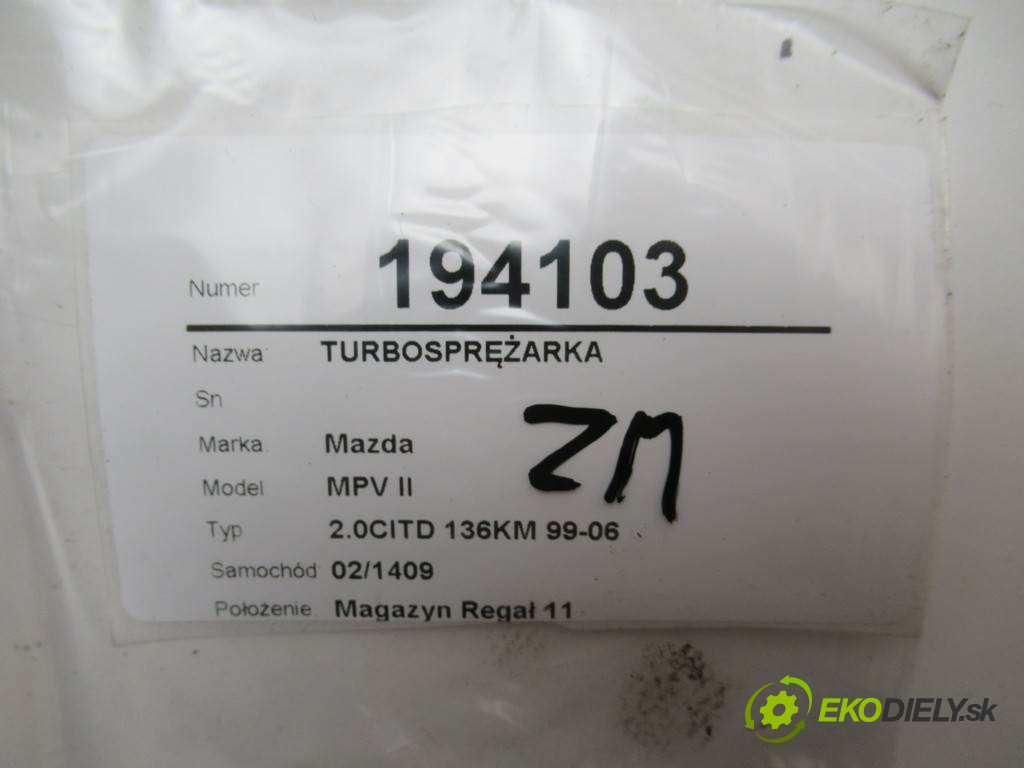 Numer 194103
Nazwa TURBOSPRĘŻARKA
Sn
Marka Mazda
Model MPV II
Typ 2.0CITD 136KM 99-06
Samochód 02/1409
Położenie Magazyn Regał 11
ZM
EKODIELY.sk